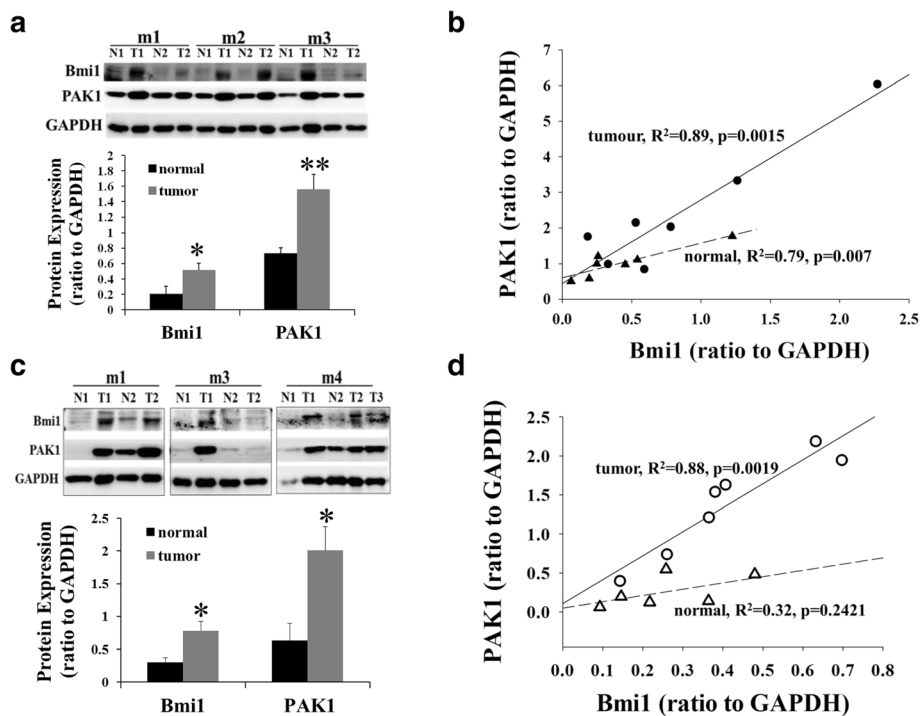 a
m1 m2 m3
N1 T1 N2 T2 N1 T1 N2 T2 N1 T1 N2 T2
Bmi1
PAK1
GAPDH
Protein Expression
(ratio to GAPDH)
2
1.8
1.6
1.4
1.2
1
0.8
0.6
0.4
0.2
0
normal
tumor
*
**
Bmi1 PAK1
b
PAK1 (ratio to GAPDH)
7
6
5
4
3
2
1
0
tumour, R²=0.89, p=0.0015
normal, R²=0.79, p=0.007
0.0 0.5 1.0 1.5 2.0 2.5
Bmi1 (ratio to GAPDH)
c
m1 m3 m4
N1 T1 N2 T2 N1 T1 N2 T2 N1 T1 N2 T2 T3
Bmi1
PAK1
GAPDH
Protein Expression
(ratio to GAPDH)
2.5
2
1.5
1
0.5
0
normal
tumor
*
*
Bmi1 PAK1
d
PAK1 (ratio to GAPDH)
2.5
2.0
1.5
1.0
0.5
0.0
tumor, R²=0.88, p=0.0019
normal, R²=0.32, p=0.2421
0.0 0.1 0.2 0.3 0.4 0.5 0.6 0.7 0.8
Bmi1 (ratio to GAPDH)